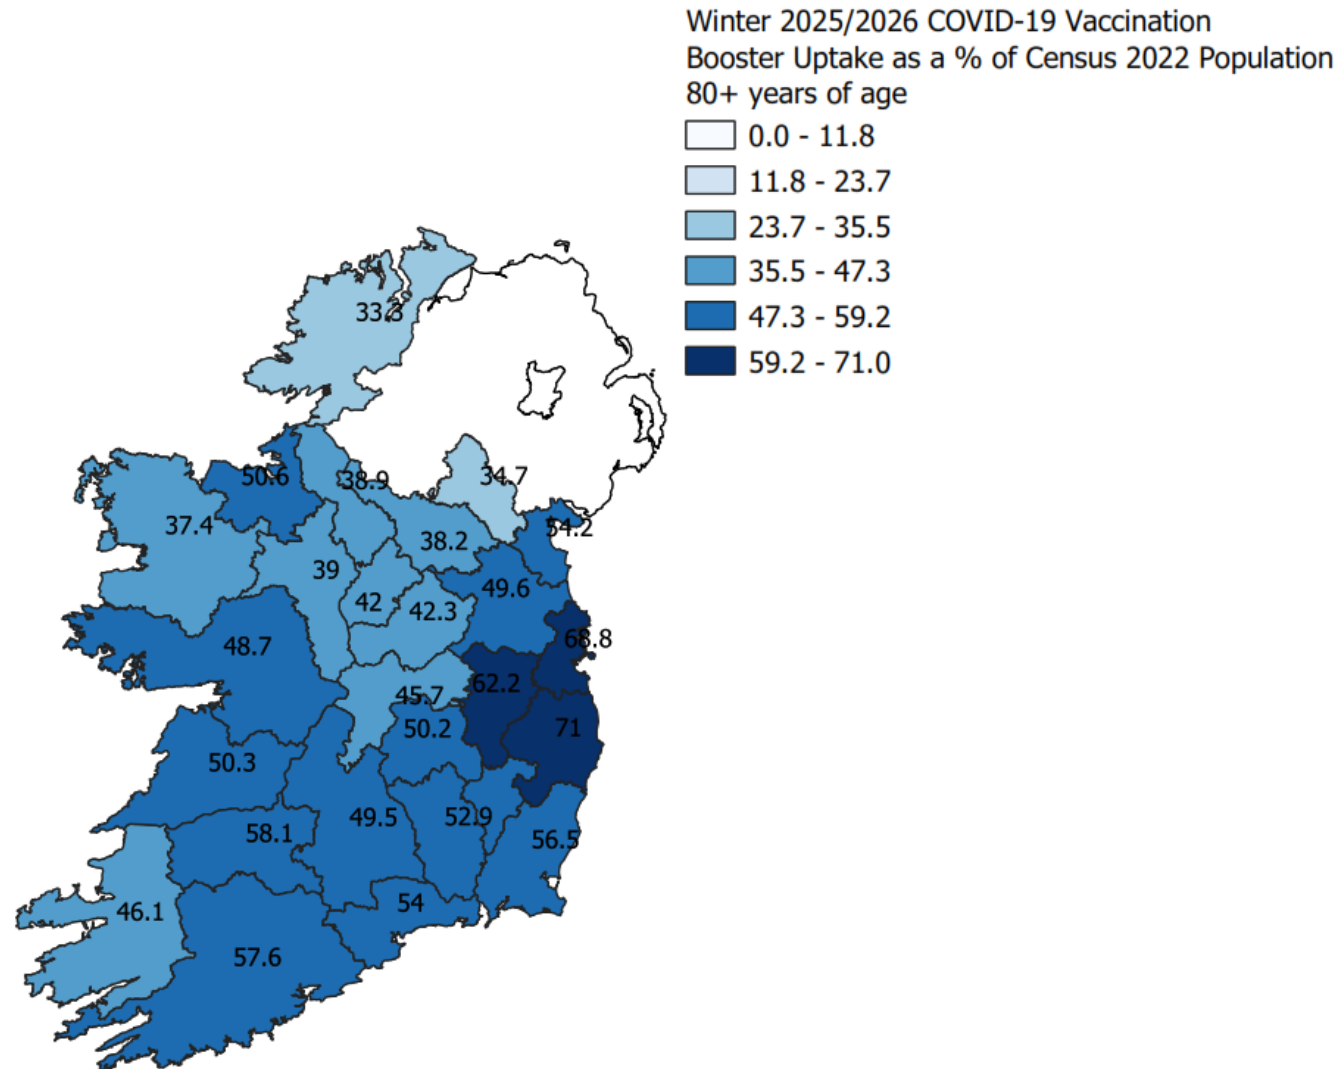 Winter 2025/2026 COVID-19 Vaccination
Booster Uptake as a % of Census 2022 Population
80+ years of age
0.0 - 11.8
11.8 - 23.7
23.7 - 35.5
35.5 - 47.3
47.3 - 59.2
59.2 - 71.0
33.3
50.6
38.9
34.7
37.4
54.2
38.2
39
49.6
42
42.3
68.8
48.7
62.2
45.7
50.2
71
50.3
49.5
52.9
58.1
56.5
54
46.1
57.6